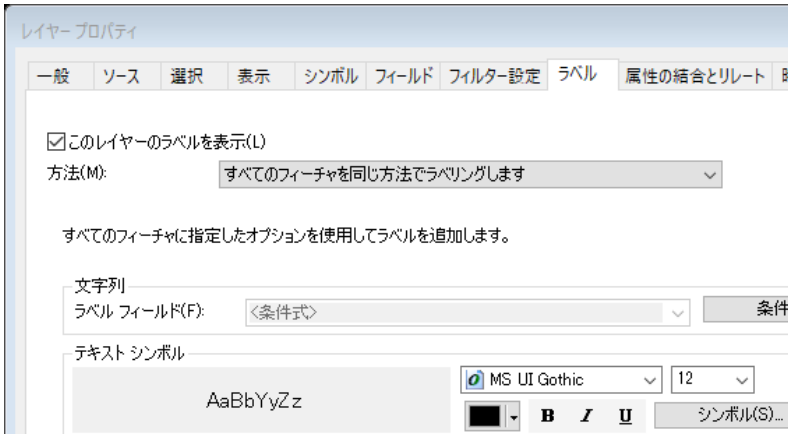 レイヤー プロパティ
一般 ソース 選択 表示 シンボル フィールド フィルター設定 ラベル 属性の結合とリレート
このレイヤーのラベルを表示(L)
方法(M): すべてのフィーチャを同じ方法でラベリングします
すべてのフィーチャに指定したオプションを使用してラベルを追加します。
文字列
ラベル フィールド(F): <条件式> 条件
テキスト シンボル
AaBbYyZz
MS UI Gothic 12
B I U シンボル(S)...